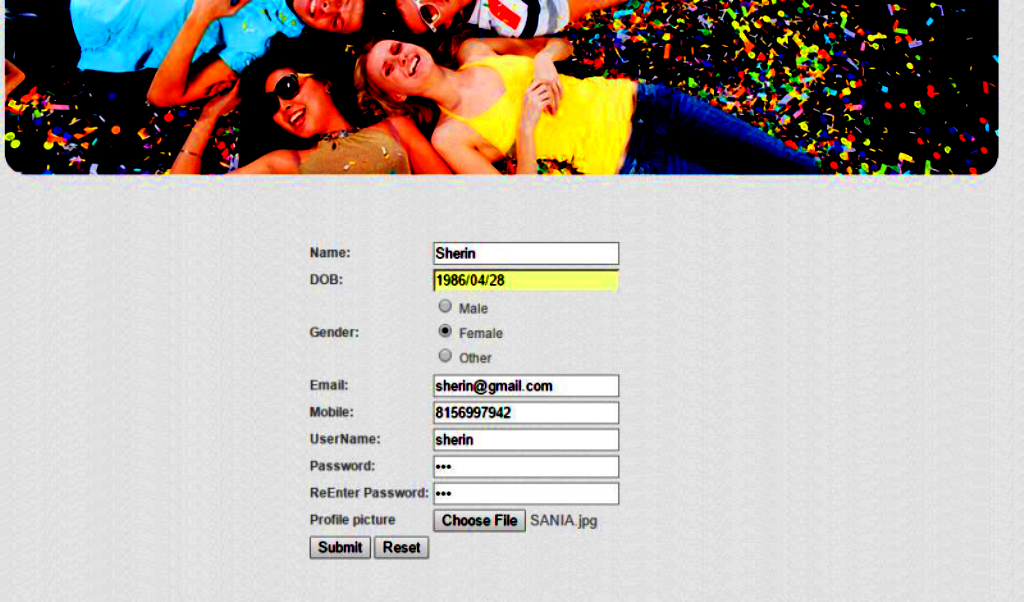 Name: Sherin
DOB: 1986/04/28
Male
Gender: Female
Other
Email: sherin@gmail.com
Mobile: 8156997942
UserName: sherin
Password: •••
ReEnter Password: •••
Profile picture Choose File SANIA.jpg
Submit Reset